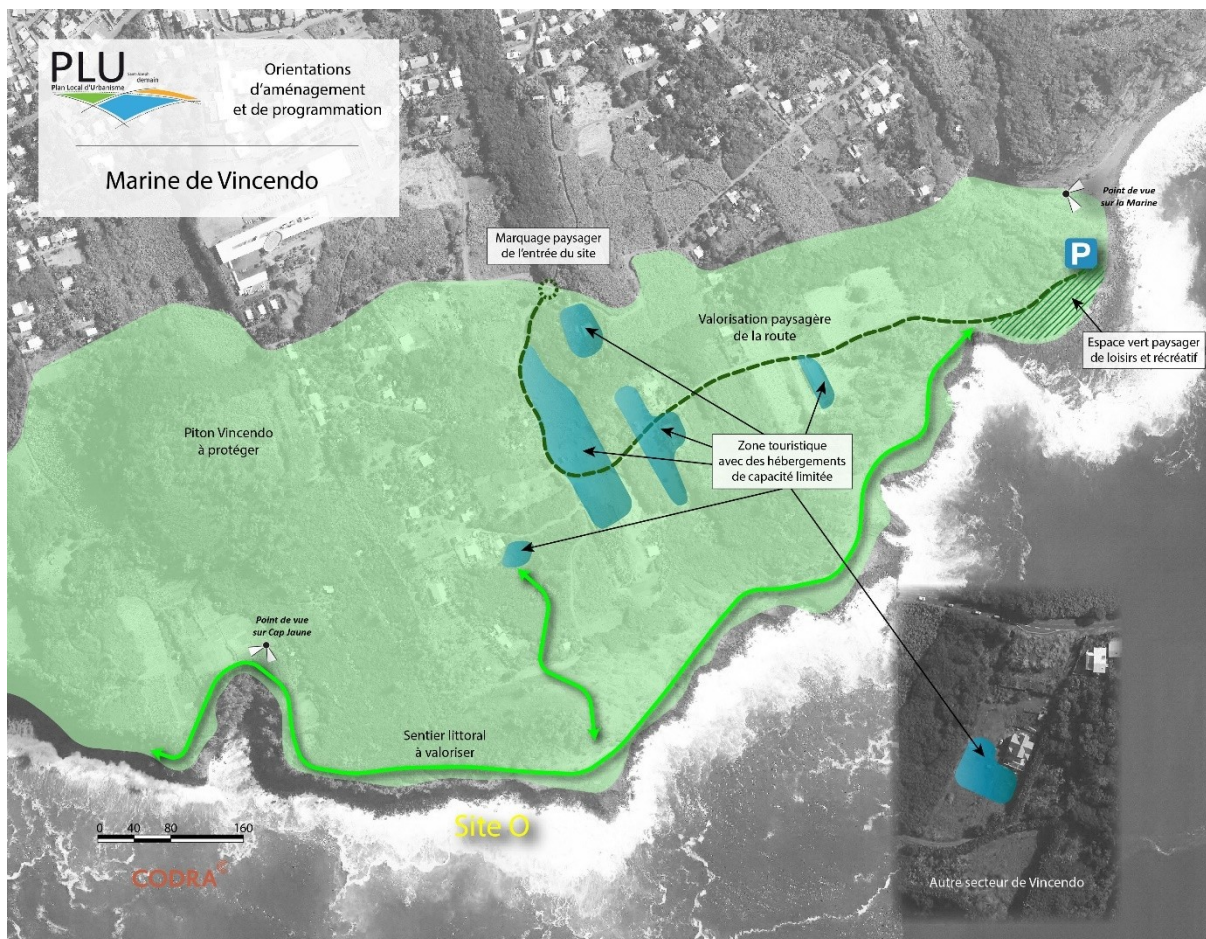 PLU
Saint-Joseph
demain
Plan Local d'Urbanisme
Orientations
d'aménagement
et de programmation
Marine de Vincendo
Point de vue
sur la Marine
Marquage paysager
de l'entrée du site
P
Valorisation paysagère
de la route
Espace vert paysager
de loisirs et récréatif
Piton Vincendo
à protéger
Zone touristique
avec des hébergements
de capacité limitée
Point de vue
sur Cap Jaune
Sentier littoral
à valoriser
Site O
0 40 80 160
CODRA
Autre secteur de Vincendo